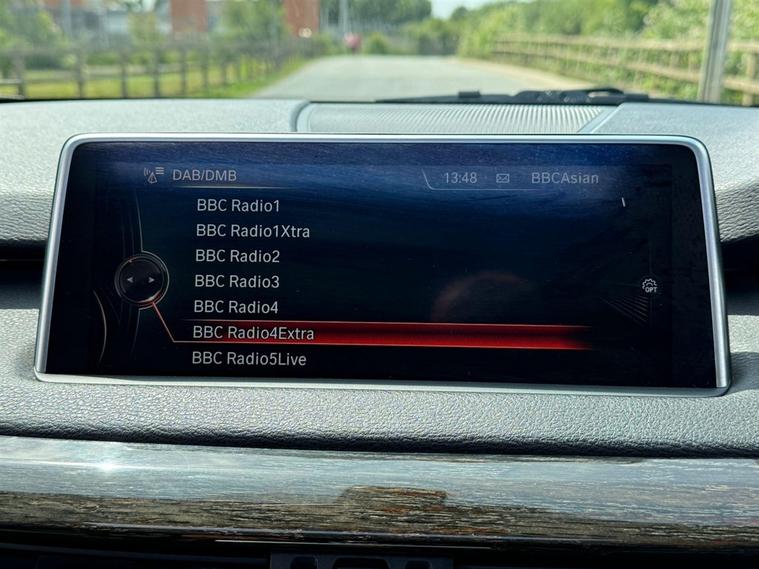 DAB/DMB 13:48 BBCAsian
BBC Radio1
BBC Radio1Xtra
BBC Radio2
BBC Radio3
OPT
BBC Radio4
BBC Radio4Extra
BBC Radio5Live